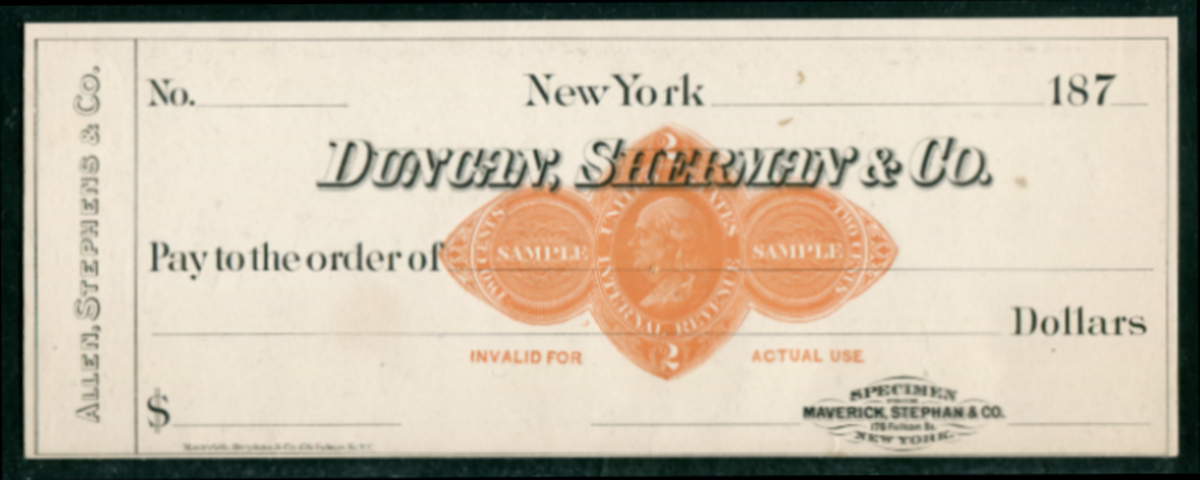 ALLEN, STEPHENS & CO.
No.
New York
187
DUNCAN, SHERMAN & CO.
2
UNITED STATES
TWO CENTS
SAMPLE
SAMPLE
TWO CENTS
Pay to the order of
INTERNAL REVENUE
2
Dollars
INVALID FOR
ACTUAL USE
$
SPECIMEN
FROM
MAVERICK, STEPHAN & CO.
176 Fulton St.
NEW YORK.